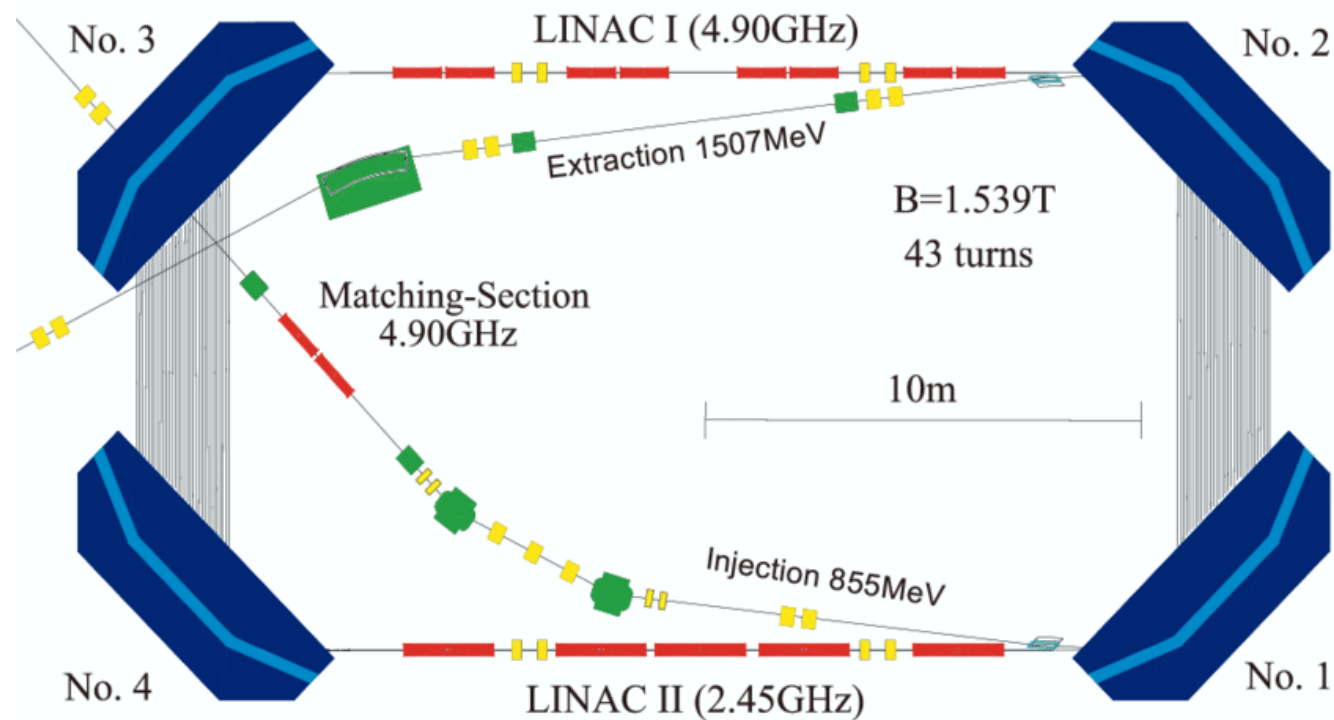 No. 3
LINAC I (4.90GHz)
No. 2
Extraction 1507MeV
B=1.539T
43 turns
Matching-Section
4.90GHz
10m
Injection 855MeV
No. 4
LINAC II (2.45GHz)
No. 1